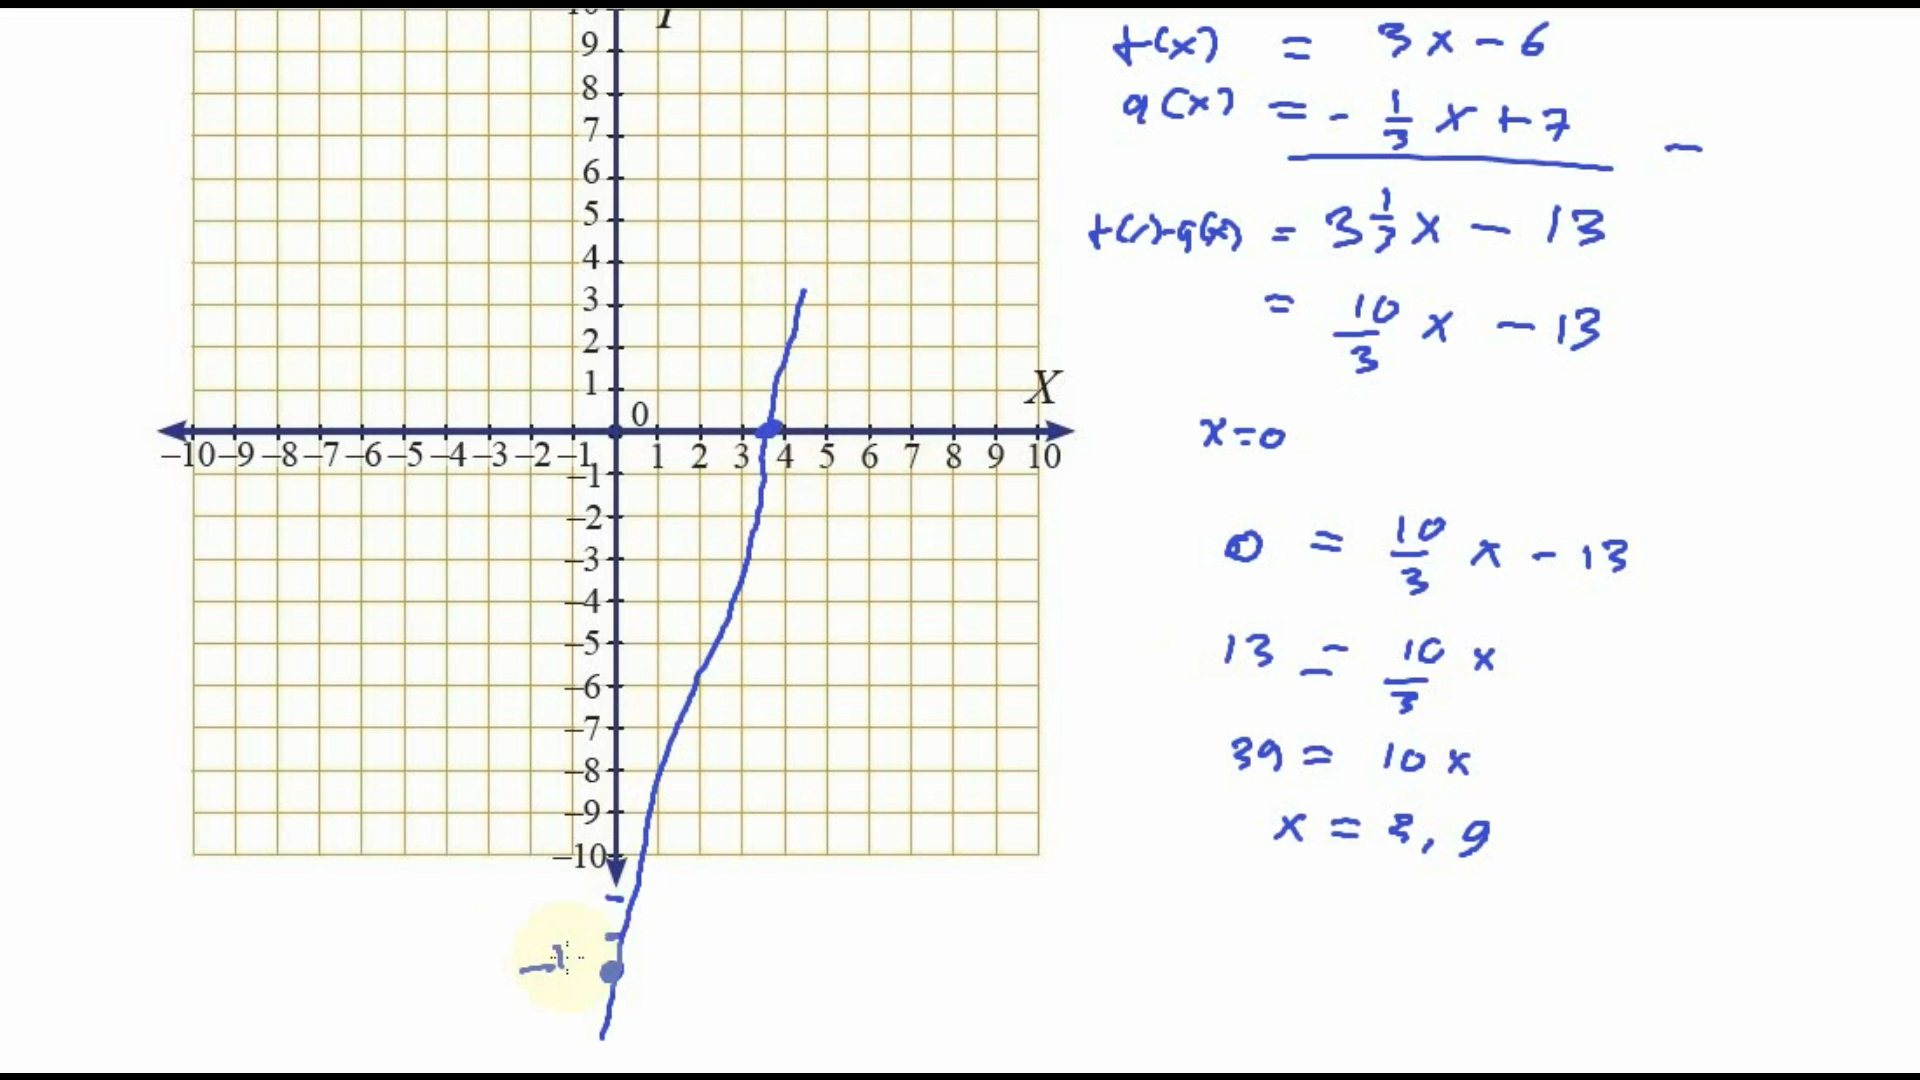 10
Y
9
8
7
6
5
4
3
2
1
0
X
−10 −9 −8 −7 −6 −5 −4 −3 −2 −1 1 2 3 4 5 6 7 8 9 10
−1
−2
−3
−4
−5
−6
−7
−8
−9
−10
−1
f(x) = 3x − 6
g(x) = − 1/3 x + 7 −
f(x)-g(x) = 3 1/3 x − 13
= 10/3 x − 13
x=0
0 = 10/3 x − 13
13 = 10/3 x
39 = 10x
x = 3,9